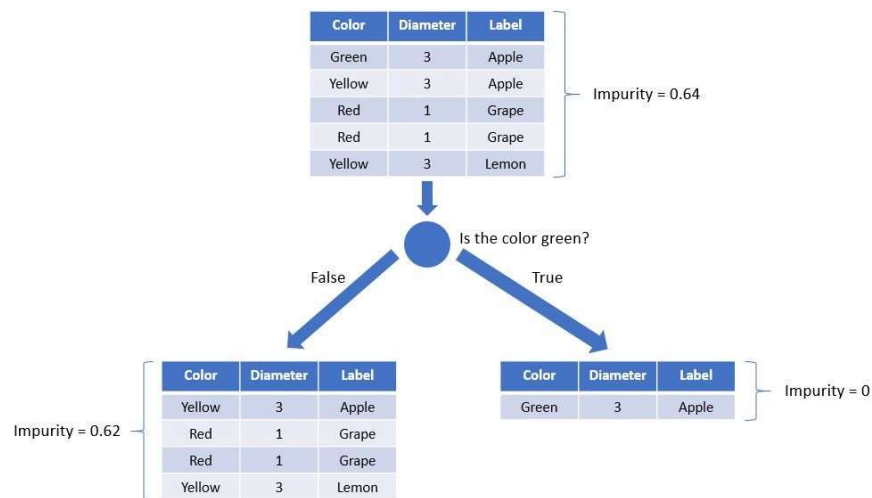 Color Diameter Label
Green 3 Apple
Yellow 3 Apple
Red 1 Grape
Red 1 Grape
Yellow 3 Lemon
Impurity = 0.64
Is the color green?
False
True
Color Diameter Label
Yellow 3 Apple
Red 1 Grape
Red 1 Grape
Yellow 3 Lemon
Impurity = 0.62
Color Diameter Label
Green 3 Apple
Impurity = 0